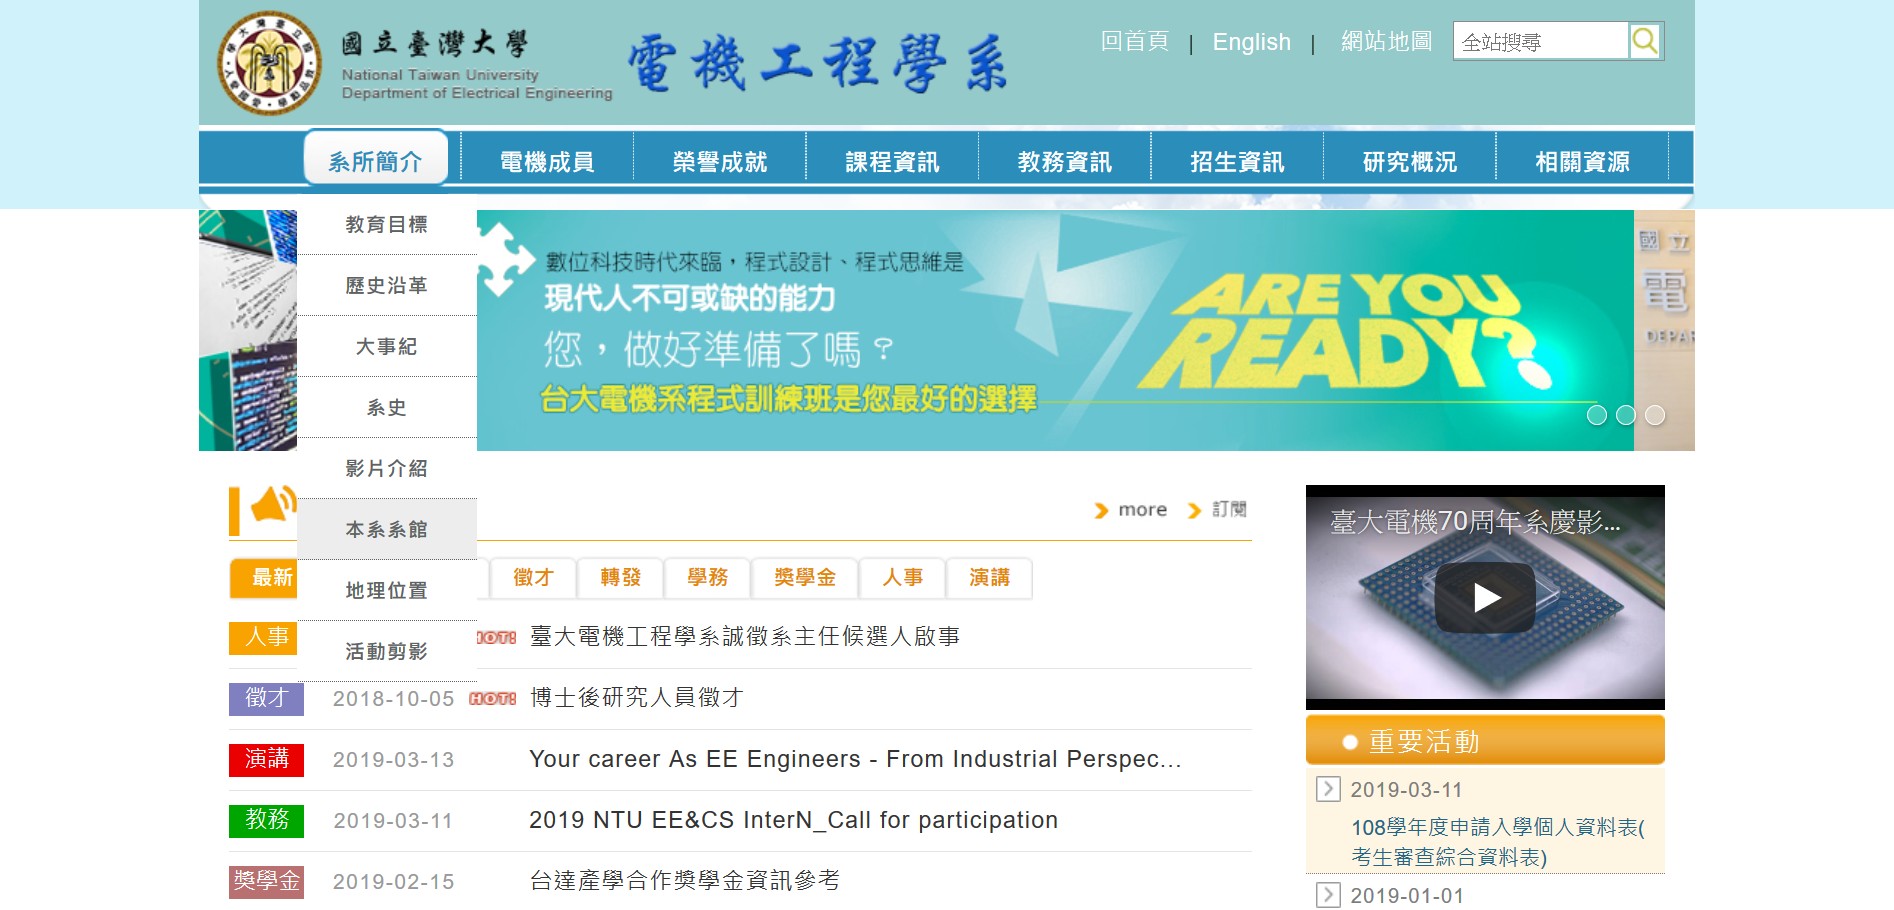 國立臺灣大學
National Taiwan University
Department of Electrical Engineering
電機工程學系
回首頁 | English | 網站地圖
全站搜尋
系所簡介 電機成員 榮譽成就 課程資訊 教務資訊 招生資訊 研究概況 相關資源
教育目標
歷史沿革
大事紀
系史
影片介紹
本系系館
地理位置
活動剪影
數位科技時代來臨，程式設計、程式思維是
現代人不可或缺的能力
您，做好準備了嗎？
台大電機系程式訓練班是您最好的選擇
ARE YOU
READY?
國立
電
DEPAR
more 訂閱
最新 徵才 轉發 學務 獎學金 人事 演講
人事 HOT! 臺大電機工程學系誠徵系主任候選人啟事
徵才 2018-10-05 HOT! 博士後研究人員徵才
演講 2019-03-13 Your career As EE Engineers - From Industrial Perspec...
教務 2019-03-11 2019 NTU EE&CS InterN_Call for participation
獎學金 2019-02-15 台達產學合作獎學金資訊參考
臺大電機70周年系慶影...
重要活動
2019-03-11
108學年度申請入學個人資料表(
考生審查綜合資料表)
2019-01-01